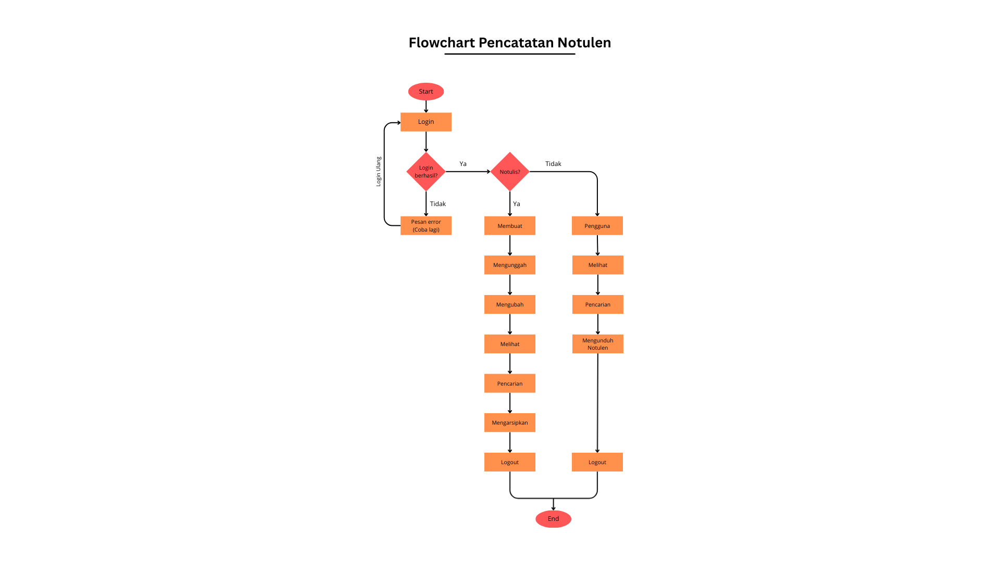 Flowchart Pencatatan Notulen
Start
Login
Login Ulang
Login
berhasil?
Ya
Notulis?
Tidak
Tidak
Ya
Pesan error
(Coba lagi)
Membuat
Pengguna
Mengunggah
Melihat
Mengubah
Pencarian
Melihat
Mengunduh
Notulen
Pencarian
Mengarsipkan
Logout
Logout
End